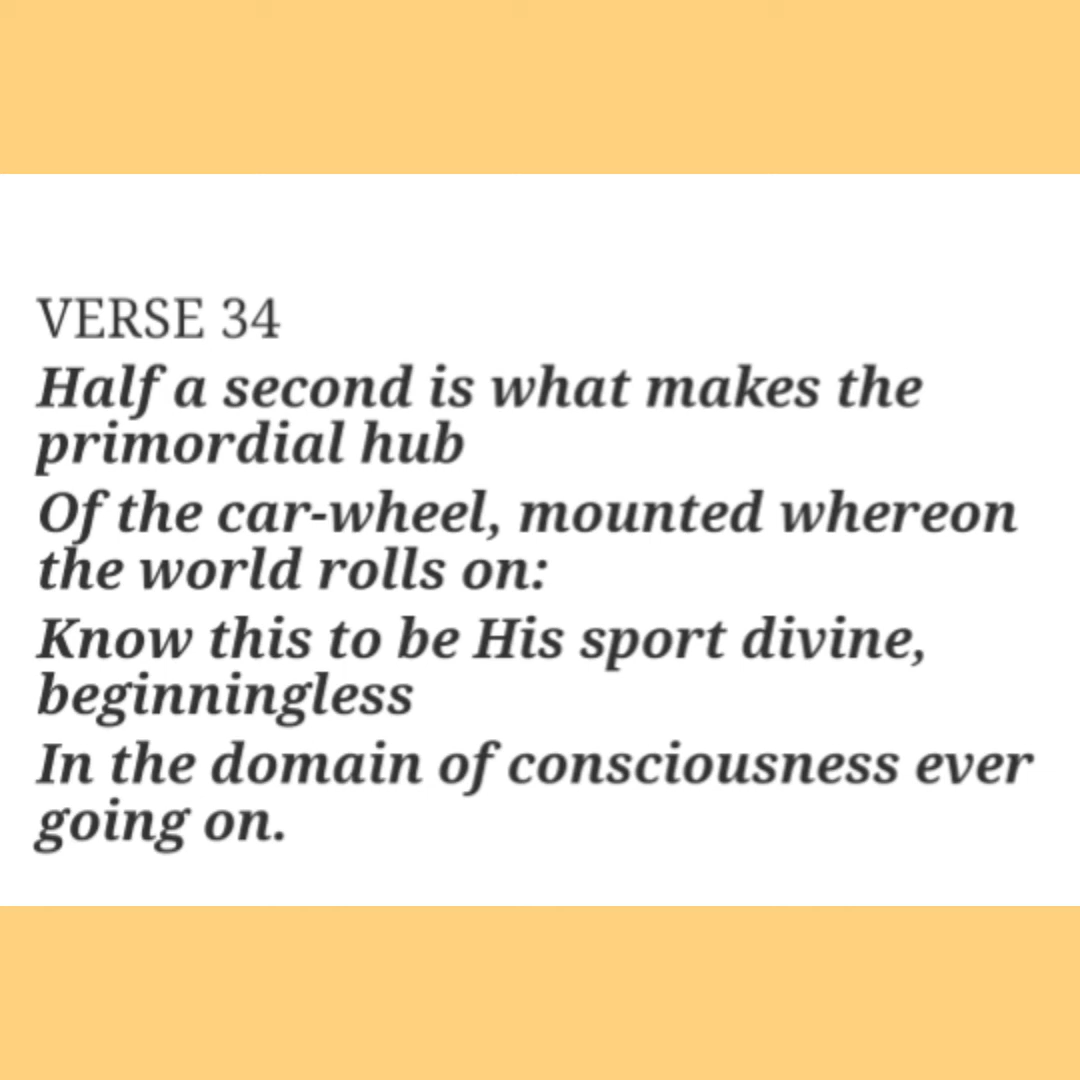 VERSE 34
Half a second is what makes the
primordial hub
Of the car-wheel, mounted whereon
the world rolls on:
Know this to be His sport divine,
beginningless
In the domain of consciousness ever
going on.